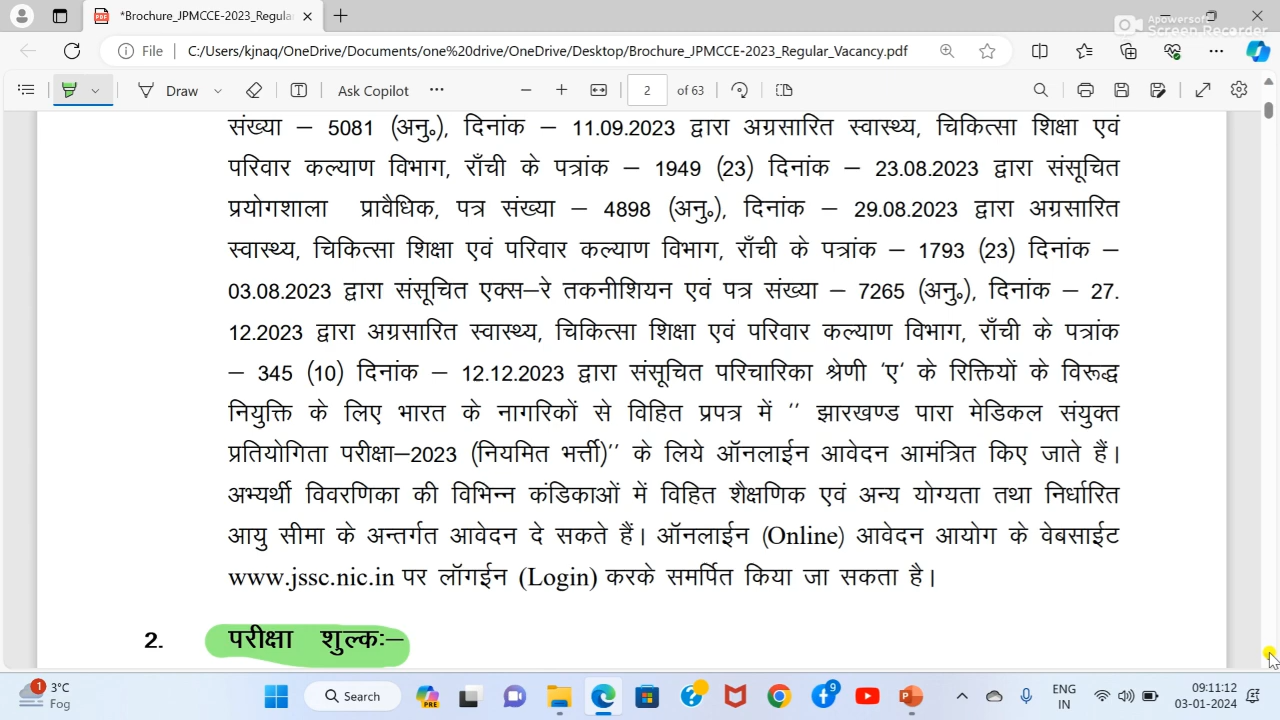 *Brochure_JPMCCE-2023_Regula
Apowersoft
Screen Recorder
File
C:/Users/kjnaq/OneDrive/Documents/one%20drive/OneDrive/Desktop/Brochure_JPMCCE-2023_Regular_Vacancy.pdf
Draw
Ask Copilot
2 of 63
संख्या – 5081 (अनु॰), दिनांक – 11.09.2023 द्वारा अग्रसारित स्वास्थ्य, चिकित्सा शिक्षा एवं
परिवार कल्याण विभाग, राँची के पत्रांक – 1949 (23) दिनांक – 23.08.2023 द्वारा संसूचित
प्रयोगशाला प्रावैधिक, पत्र संख्या – 4898 (अनु॰), दिनांक – 29.08.2023 द्वारा अग्रसारित
स्वास्थ्य, चिकित्सा शिक्षा एवं परिवार कल्याण विभाग, राँची के पत्रांक – 1793 (23) दिनांक –
03.08.2023 द्वारा संसूचित एक्स–रे तकनीशियन एवं पत्र संख्या – 7265 (अनु॰), दिनांक – 27.
12.2023 द्वारा अग्रसारित स्वास्थ्य, चिकित्सा शिक्षा एवं परिवार कल्याण विभाग, राँची के पत्रांक
– 345 (10) दिनांक – 12.12.2023 द्वारा संसूचित परिचारिका श्रेणी 'ए' के रिक्तियों के विरूद्ध
नियुक्ति के लिए भारत के नागरिकों से विहित प्रपत्र में '' झारखण्ड पारा मेडिकल संयुक्त
प्रतियोगिता परीक्षा–2023 (नियमित भर्त्ती)'' के लिये ऑनलाईन आवेदन आमंत्रित किए जाते हैं।
अभ्यर्थी विवरणिका की विभिन्न कंडिकाओं में विहित शैक्षणिक एवं अन्य योग्यता तथा निर्धारित
आयु सीमा के अन्तर्गत आवेदन दे सकते हैं। ऑनलाईन (Online) आवेदन आयोग के वेबसाईट
www.jssc.nic.in पर लॉगईन (Login) करके समर्पित किया जा सकता है।
2. परीक्षा शुल्कः–
1
3°C
Fog
Search
PRE
9
ENG
IN
09:11:12
03-01-2024